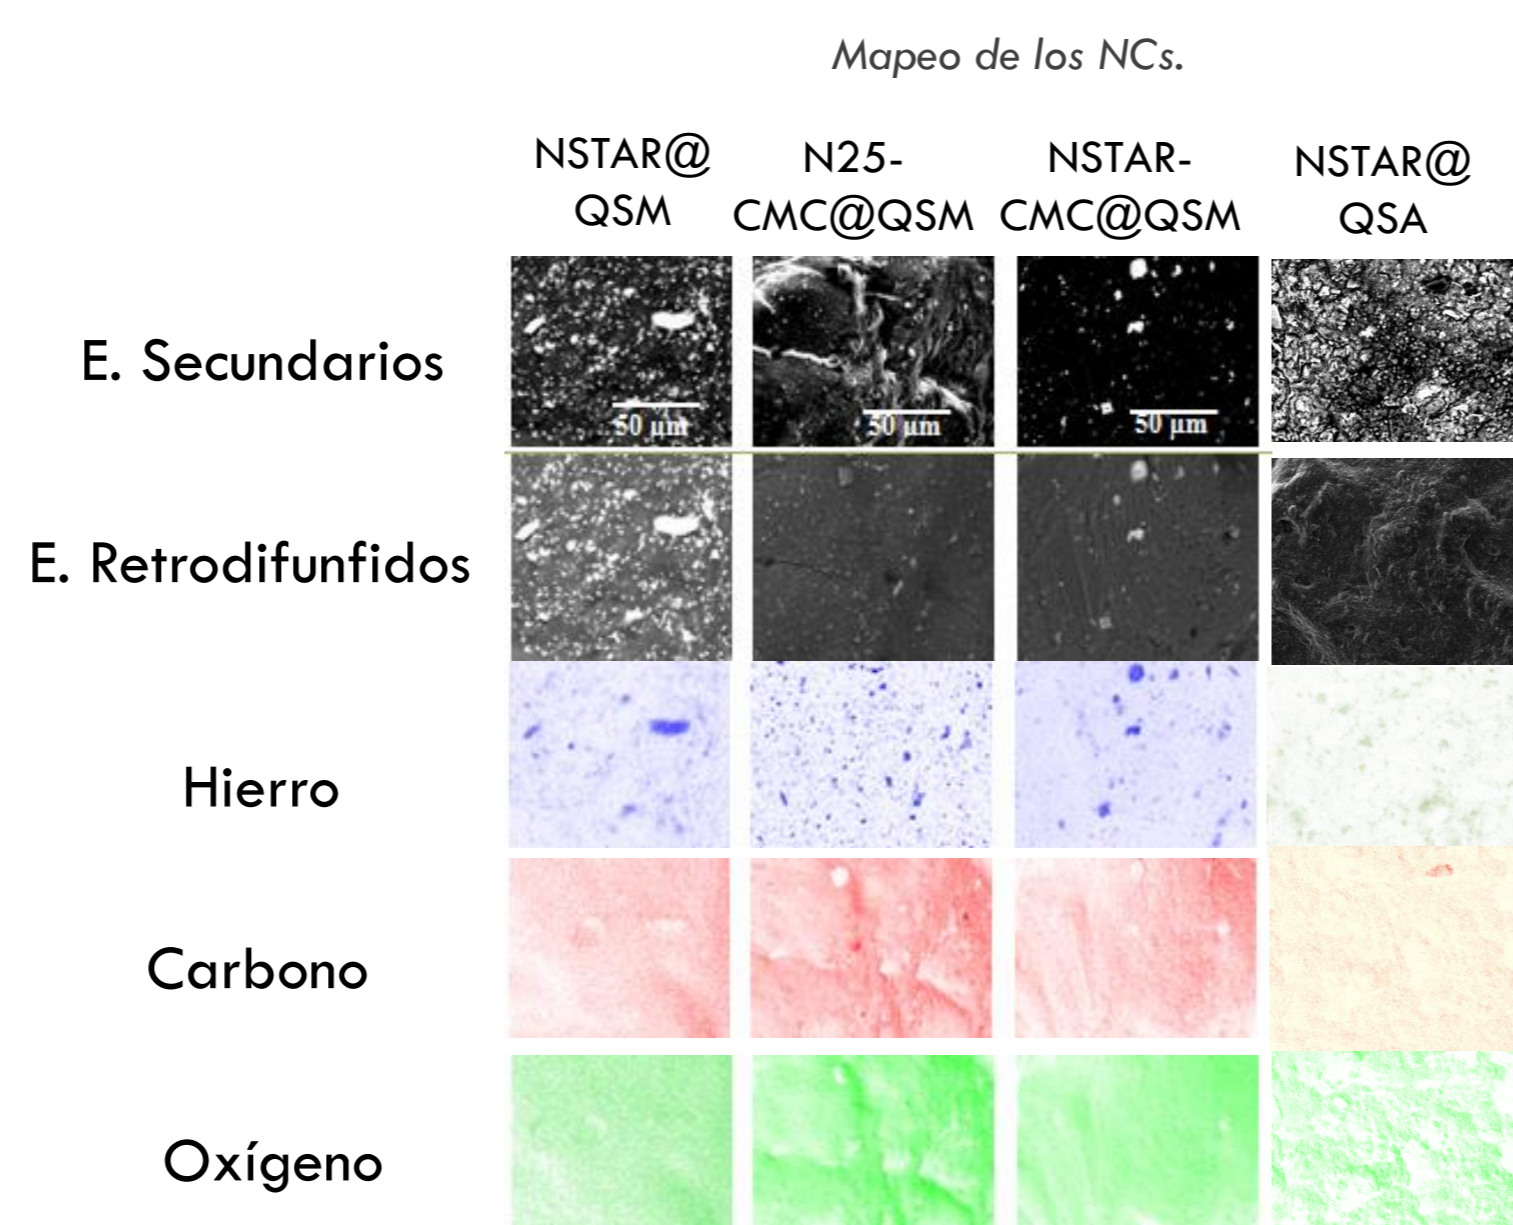 Mapeo de los NCs.
NSTAR@
QSM
N25-
CMC@QSM
NSTAR-
CMC@QSM
NSTAR@
QSA
E. Secundarios
50 µm
50 µm
50 µm
E. Retrodifunfidos
Hierro
Carbono
Oxígeno